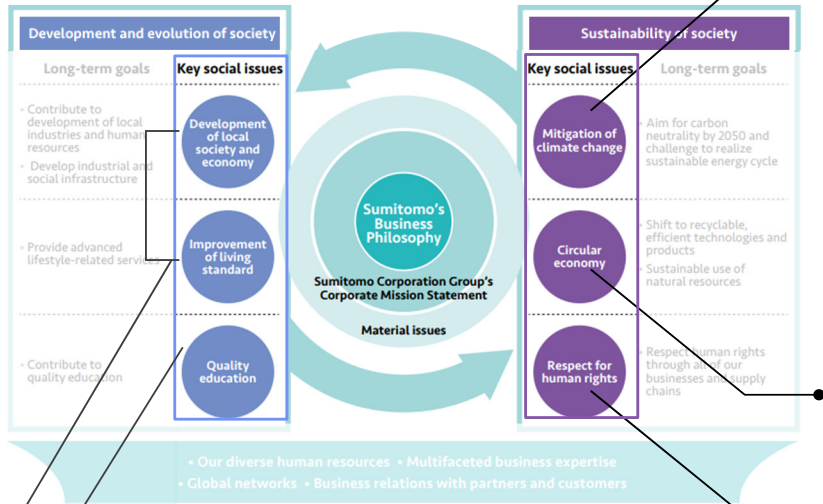 Development and evolution of society
Long-term goals
Key social issues
• Contribute to
development of local
industries and human
resources
• Develop industrial and
social infrastructure
Development
of local
society and
economy
• Provide advanced
lifestyle-related services
Improvement
of living
standard
• Contribute to
quality education
Quality
education
Sumitomo's
Business
Philosophy
Sumitomo Corporation Group's
Corporate Mission Statement
Material issues
Sustainability of society
Key social issues
Long-term goals
Mitigation of
climate change
• Aim for carbon
neutrality by 2050 and
challenge to realize
sustainable energy cycle
Circular
economy
• Shift to recyclable,
efficient technologies and
products
• Sustainable use of
natural resources
Respect for
human rights
• Respect human rights
through all of our
businesses and supply
chains
• Our diverse human resources • Multifaceted business expertise
• Global networks • Business relations with partners and customers